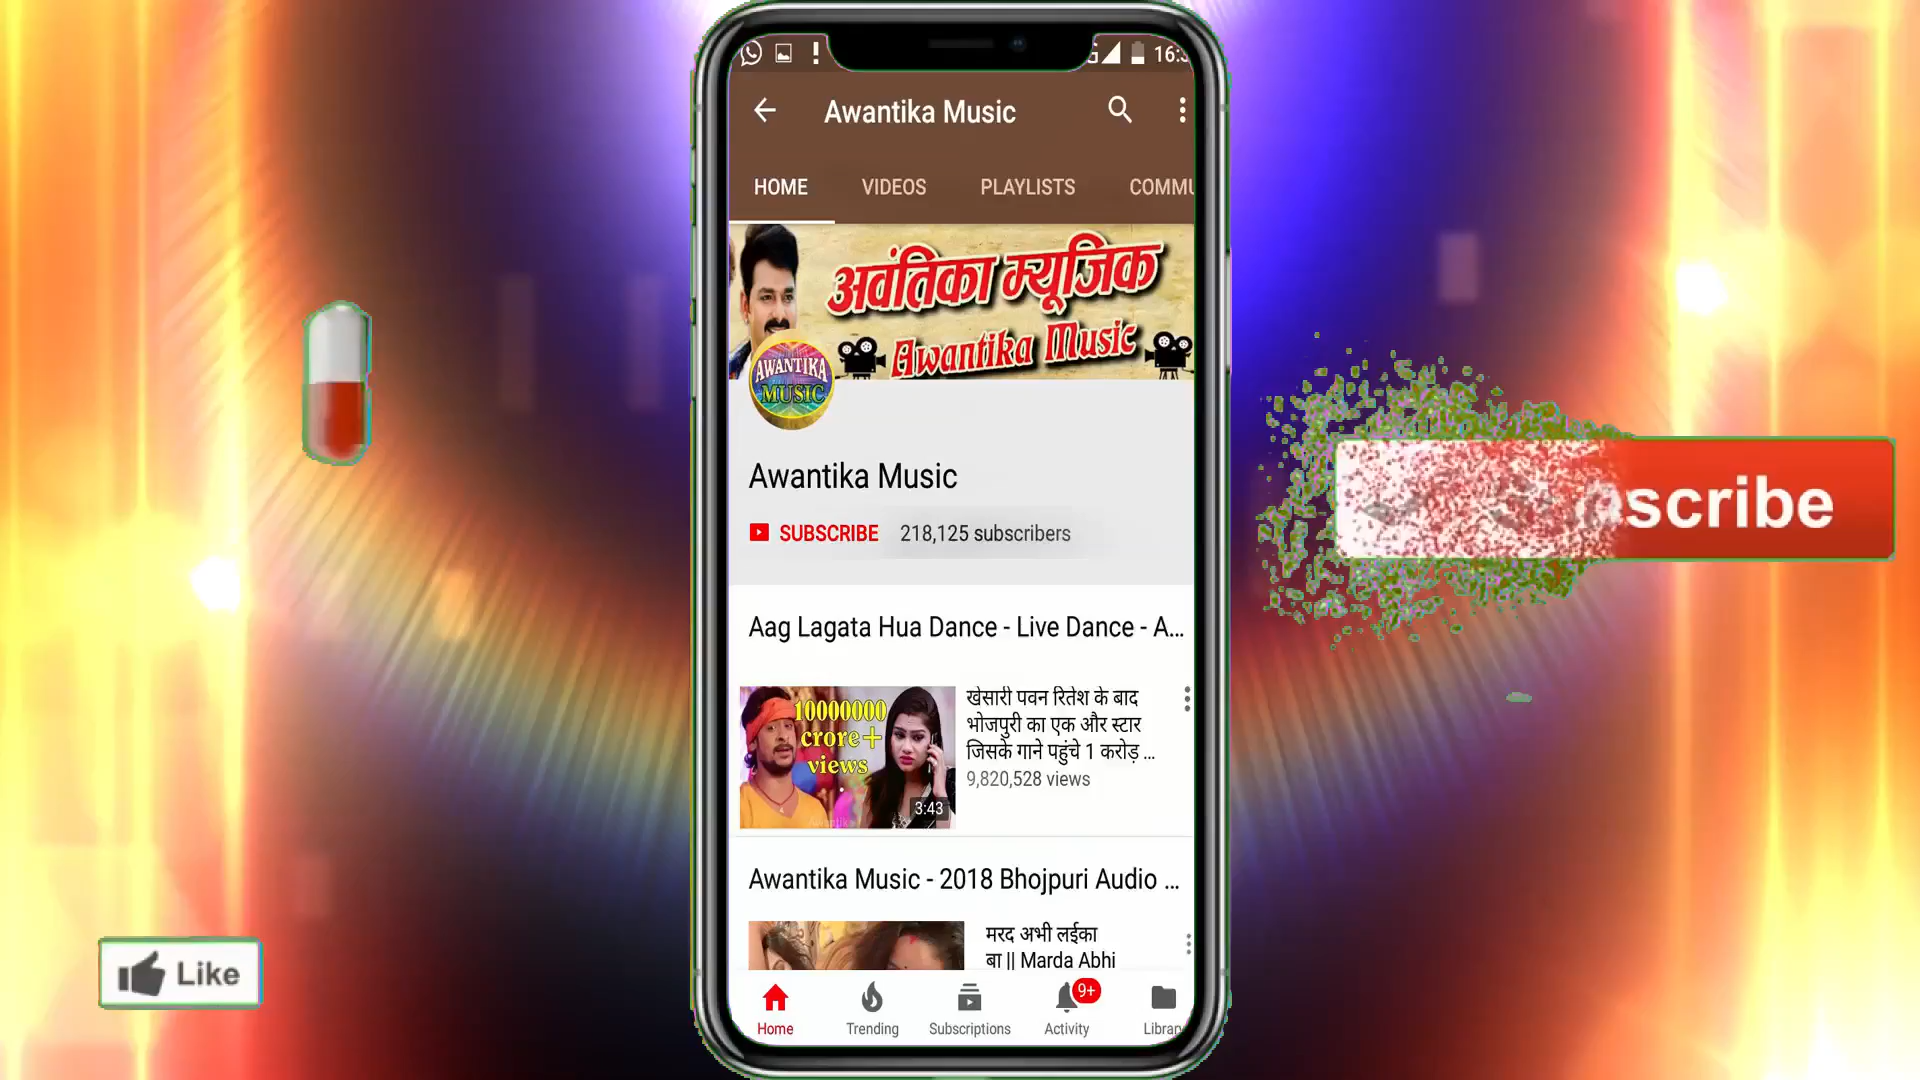 16:3
Awantika Music
HOME VIDEOS PLAYLISTS COMMU
अवंतिका म्यूजिक
Awantika Music
AWANTIKA
MUSIC
Awantika Music
SUBSCRIBE 218,125 subscribers
scribe
Aag Lagata Hua Dance - Live Dance - A...
10000000
crore+
views
3:43
खेसारी पवन रितेश के बाद
भोजपुरी का एक और स्टार
जिसके गाने पहुंचे 1 करोड़ ...
9,820,528 views
Awantika Music - 2018 Bhojpuri Audio ...
मरद अभी लईका
बा || Marda Abhi
Like
9+
Home Trending Subscriptions Activity Library